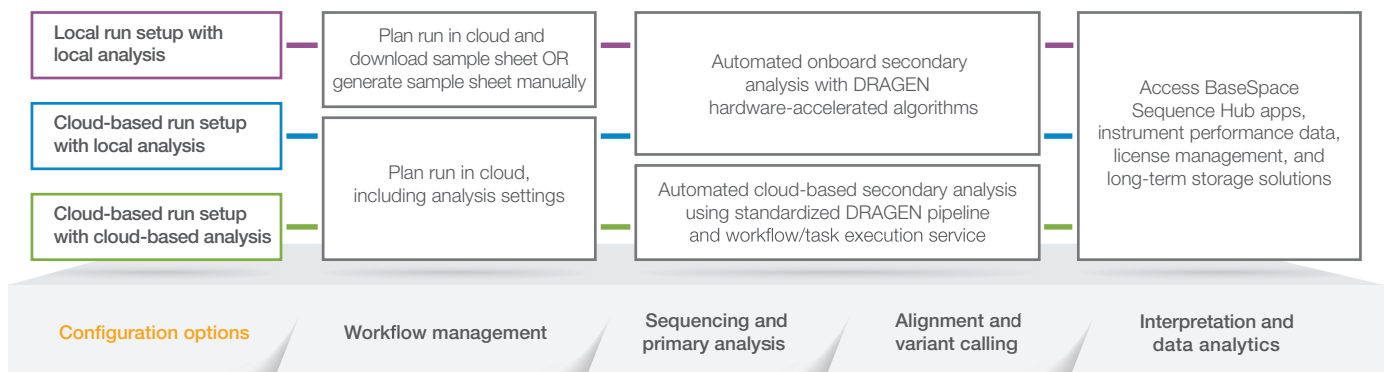 Local run setup with
local analysis
Plan run in cloud and
download sample sheet OR
generate sample sheet manually
Automated onboard secondary
analysis with DRAGEN
hardware-accelerated algorithms
Access BaseSpace
Sequence Hub apps,
instrument performance data,
license management, and
long-term storage solutions
Cloud-based run setup
with local analysis
Plan run in cloud,
including analysis settings
Cloud-based run setup
with cloud-based analysis
Automated cloud-based secondary analysis
using standardized DRAGEN pipeline
and workflow/task execution service
Configuration options
Workflow management
Sequencing and
primary analysis
Alignment and
variant calling
Interpretation and
data analytics